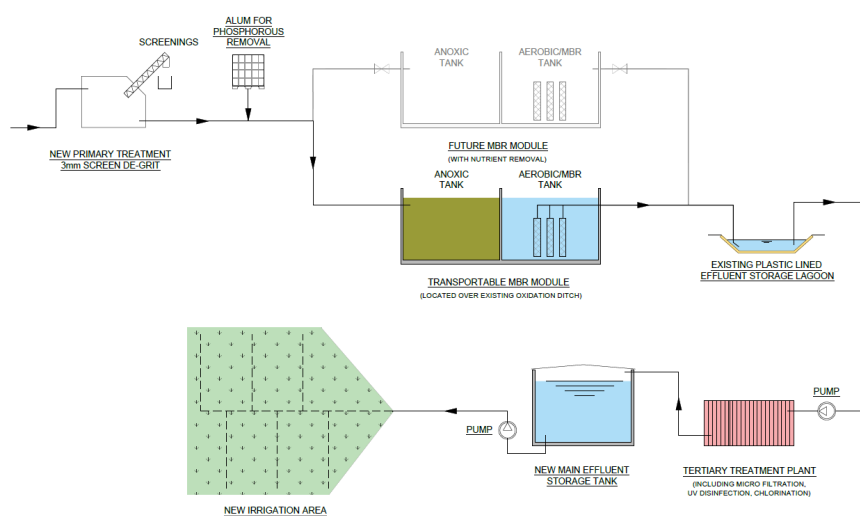 ALUM FOR
PHOSPHOROUS
REMOVAL
SCREENINGS
ANOXIC
TANK
AEROBIC/MBR
TANK
NEW PRIMARY TREATMENT
3mm SCREEN DE-GRIT
FUTURE MBR MODULE
(WITH NUTRIENT REMOVAL)
ANOXIC
TANK
AEROBIC/MBR
TANK
EXISTING PLASTIC LINED
EFFLUENT STORAGE LAGOON
TRANSPORTABLE MBR MODULE
(LOCATED OVER EXISTING OXIDATION DITCH)
PUMP
PUMP
NEW MAIN EFFLUENT
STORAGE TANK
TERTIARY TREATMENT PLANT
(INCLUDING MICRO FILTRATION,
UV DISINFECTION, CHLORINATION)
NEW IRRIGATION AREA